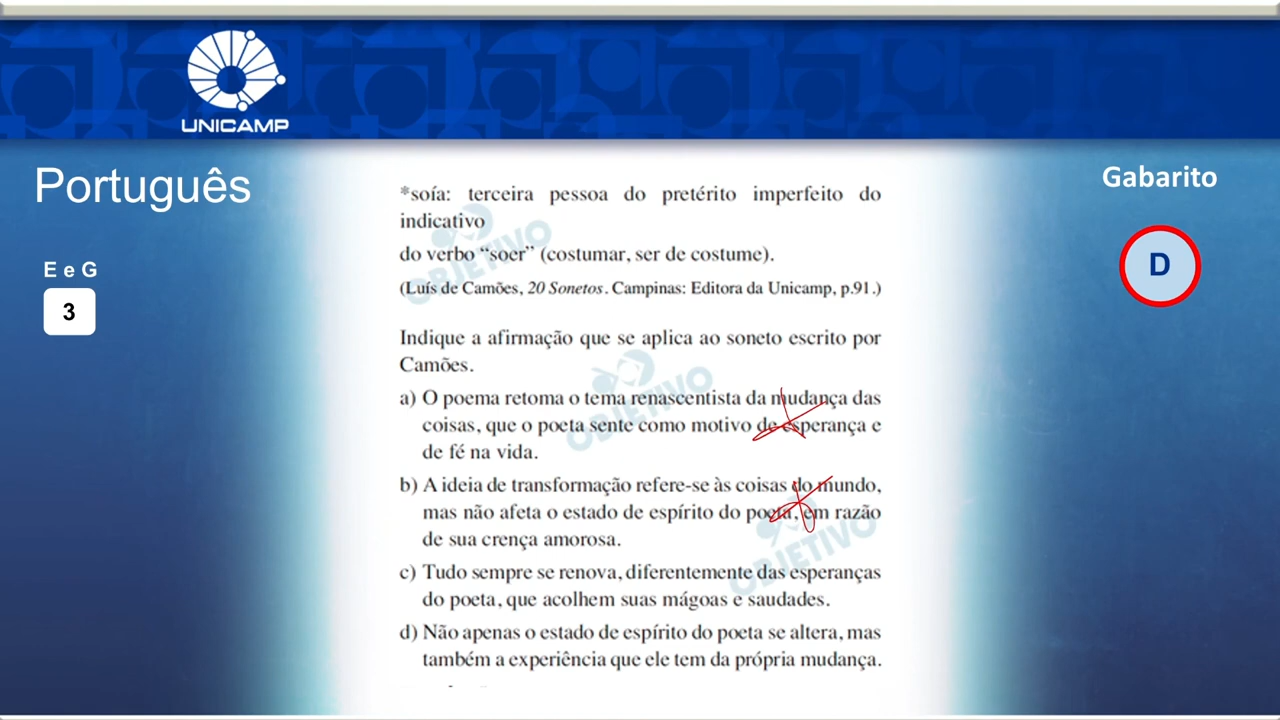 UNICAMP
Português
Gabarito
D
E e G
3
*soía: terceira pessoa do pretérito imperfeito do
indicativo
do verbo “soer” (costumar, ser de costume).
(Luís de Camões, 20 Sonetos. Campinas: Editora da Unicamp, p.91.)
Indique a afirmação que se aplica ao soneto escrito por
Camões.
a) O poema retoma o tema renascentista da mudança das
coisas, que o poeta sente como motivo de esperança e
de fé na vida.
b) A ideia de transformação refere-se às coisas do mundo,
mas não afeta o estado de espírito do poeta, em razão
de sua crença amorosa.
c) Tudo sempre se renova, diferentemente das esperanças
do poeta, que acolhem suas mágoas e saudades.
d) Não apenas o estado de espírito do poeta se altera, mas
também a experiência que ele tem da própria mudança.
OBJETIVO
OBJETIVO
OBJETIVO